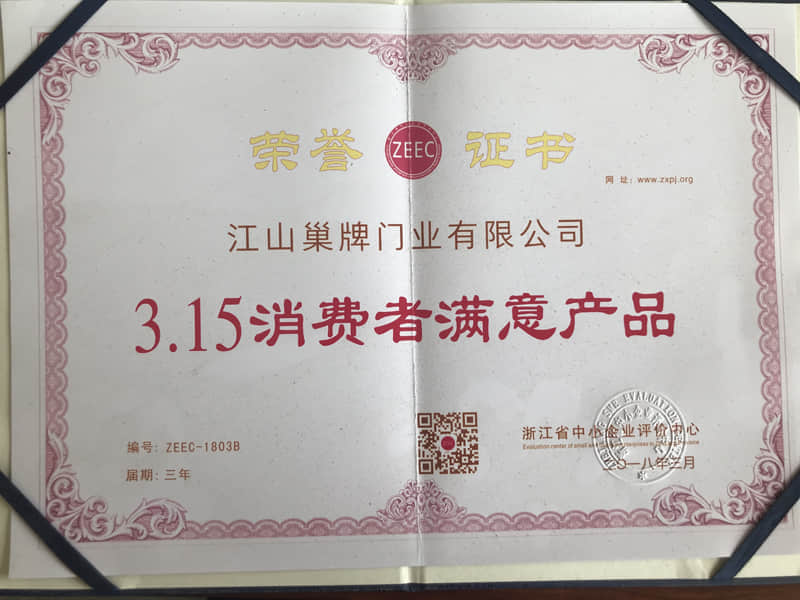 荣誉 ZEEC 证书
网 址：www.zxpj.org
江山巢牌门业有限公司
3.15消费者满意产品
编号：ZEEC-1803B
届期：三年
浙江省中小企业评价中心
Evaluation center of small
二〇一八年三月